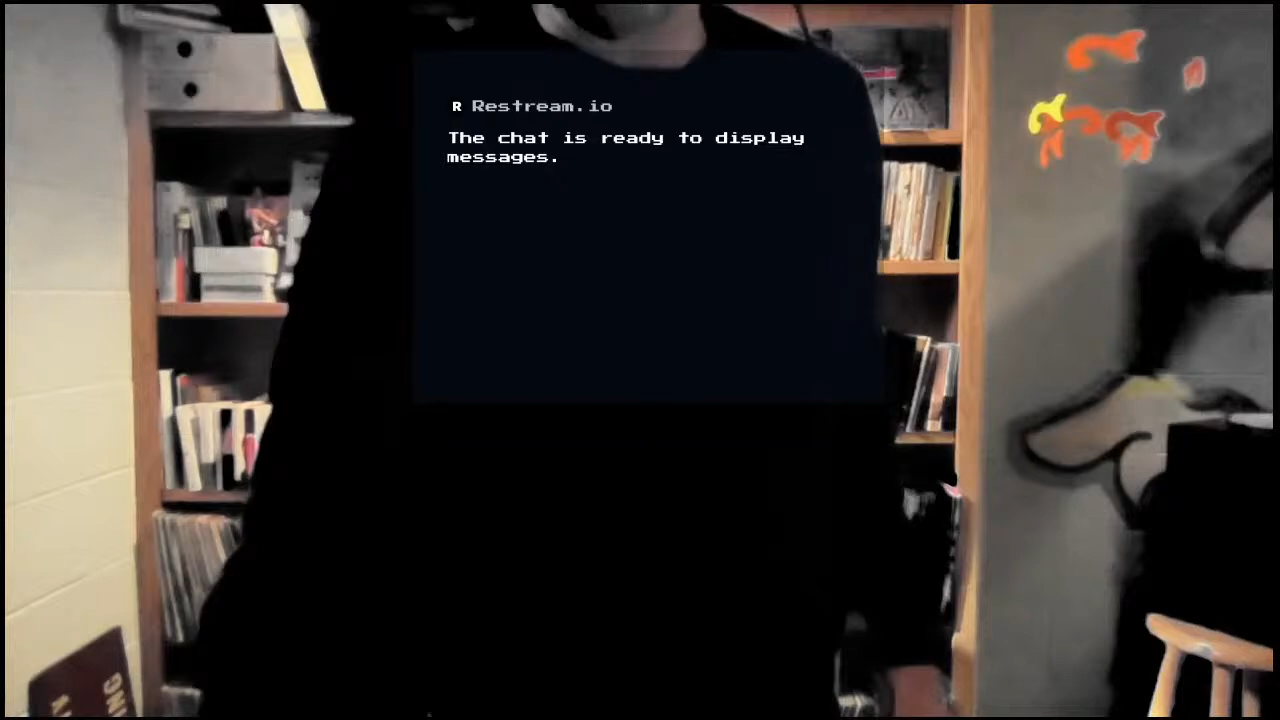 R Restream.io
The chat is ready to display
messages.